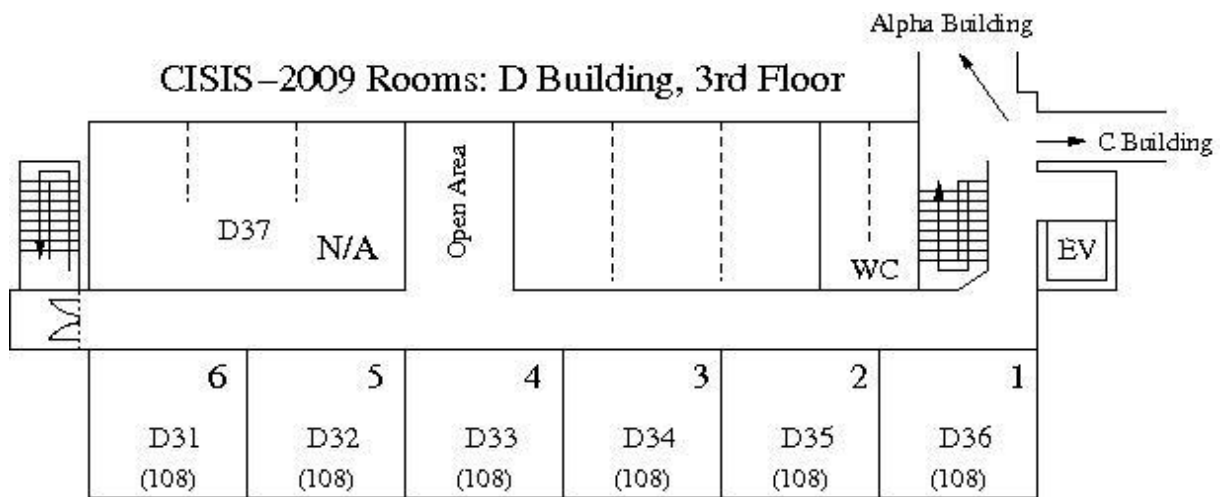 Alpha Building
CISIS-2009 Rooms: D Building, 3rd Floor
C Building
Open Area
D37
N/A
WC
EV
6 5 4 3 2 1
D31 D32 D33 D34 D35 D36
(108) (108) (108) (108) (108) (108)